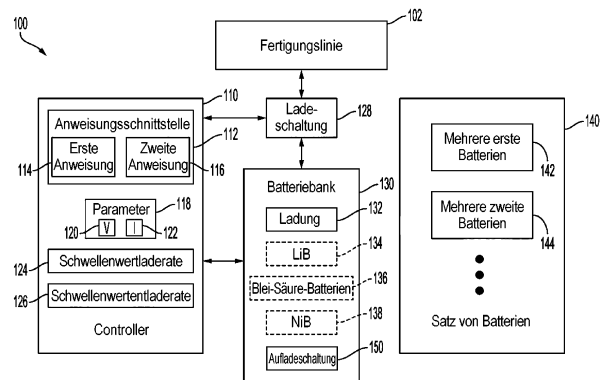 100
102
Fertigungslinie
110
Anweisungsschnittstelle
112
Erste
Anweisung
114
Zweite
Anweisung
116
Parameter
118
120
V
I
122
124
Schwellenwertladerate
126
Schwellenwertentladerate
Controller
Lade-
schaltung
128
Batteriebank
130
Ladung
132
LiB
134
Blei-Säure-Batterien
136
NiB
138
Aufladeschaltung
150
140
Mehrere erste
Batterien
142
Mehrere zweite
Batterien
144
Satz von Batterien